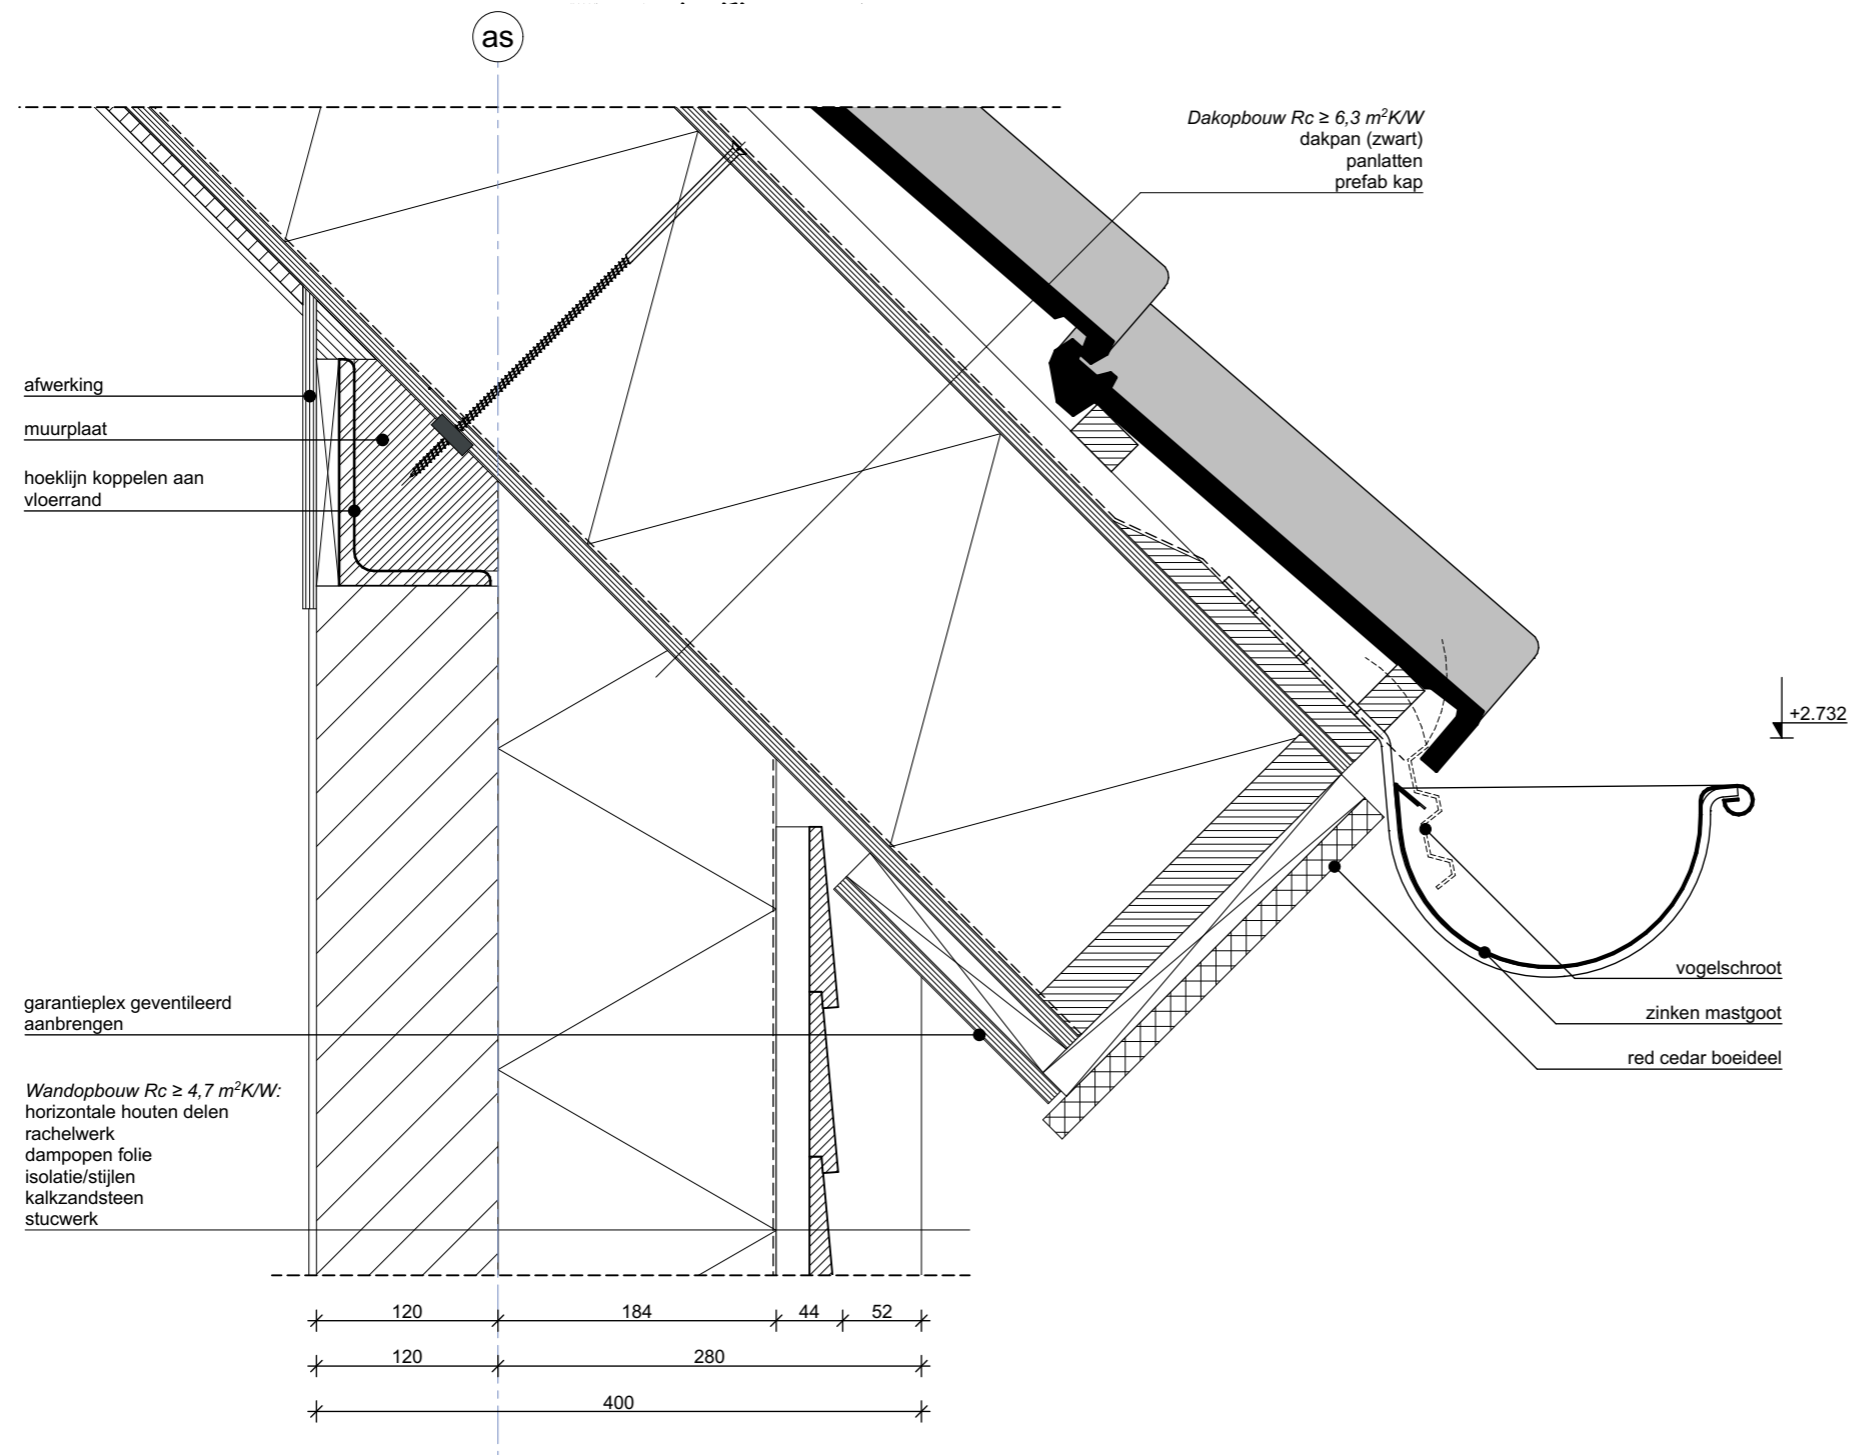 as
Dakopbouw Rc ≥ 6,3 m²K/W
dakpan (zwart)
panlatten
prefab kap
afwerking
muurplaat
hoeklijn koppelen aan
vloerrand
+2.732
vogelschroot
zinken mastgoot
red cedar boeideel
garantieplex geventileerd
aanbrengen
Wandopbouw Rc ≥ 4,7 m²K/W:
horizontale houten delen
rachelwerk
dampopen folie
isolatie/stijlen
kalkzandsteen
stucwerk
120 184 44 52
120 280
400